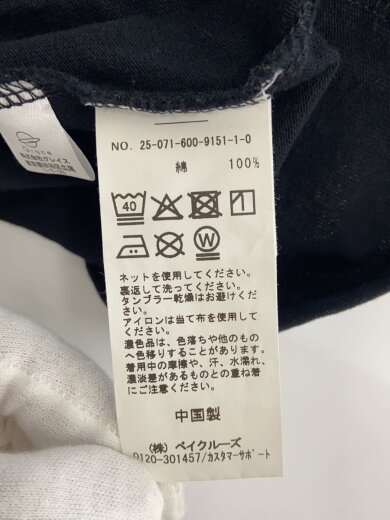 NO. 25-071-600-9151-1-0
綿 100%
40
W
ネットを使用してください。
裏返して洗ってください。
タンブラー乾燥はお避けください。
アイロンは当て布を使用してください。
濃色品は、色落ちや他のものへ色移りすることがあります。
着用中の摩擦や、汗、水濡れ、濃淡差があるものとの重ね着にご注意ください。
中国製
(株) ベイクルーズ
0120-301457/カスタマーサポート